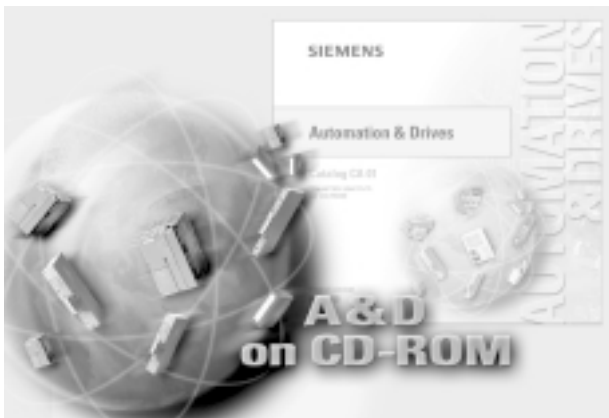 SIEMENS
Automation & Drives
Catalog CA 01
AUTOMATION
& DRIVES
A & D
on CD-ROM